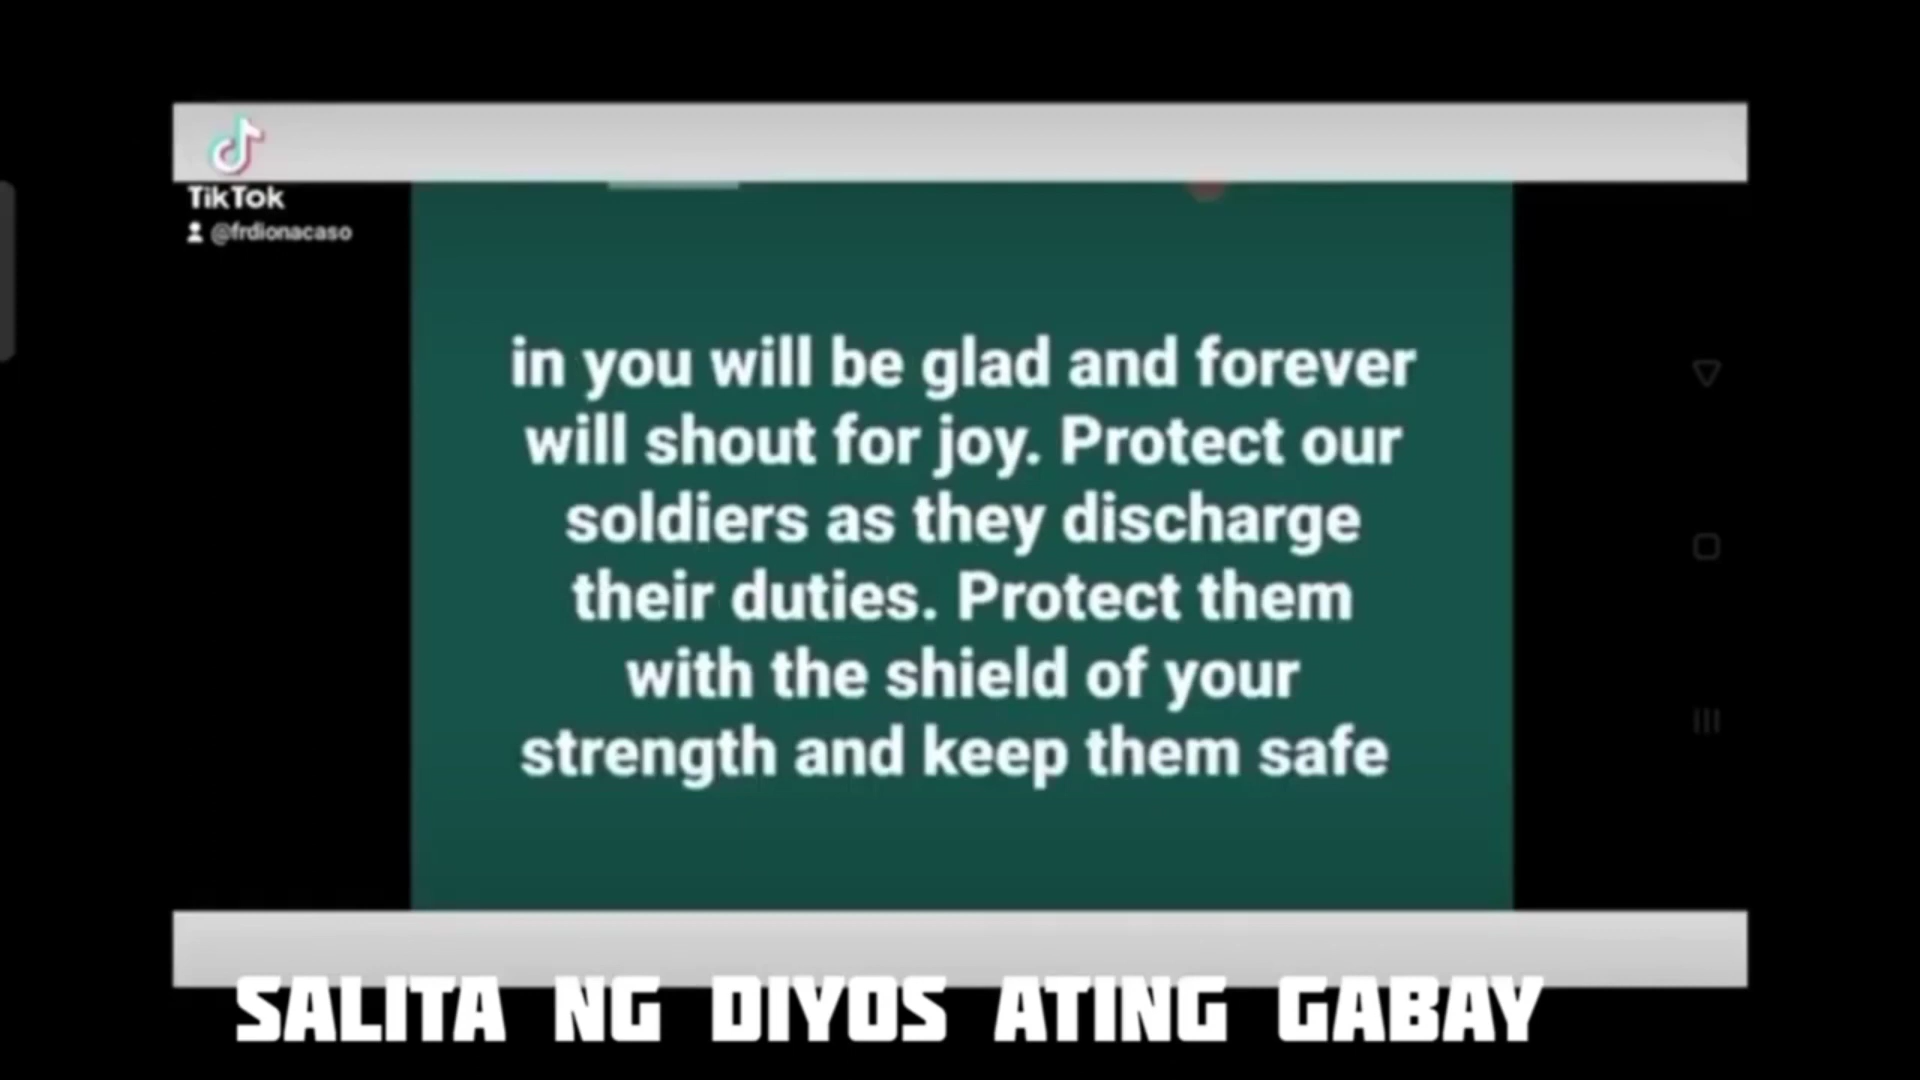 TikTok
@frdionacaso
in you will be glad and forever
will shout for joy. Protect our
soldiers as they discharge
their duties. Protect them
with the shield of your
strength and keep them safe
SALITA NG DIYOS ATING GABAY